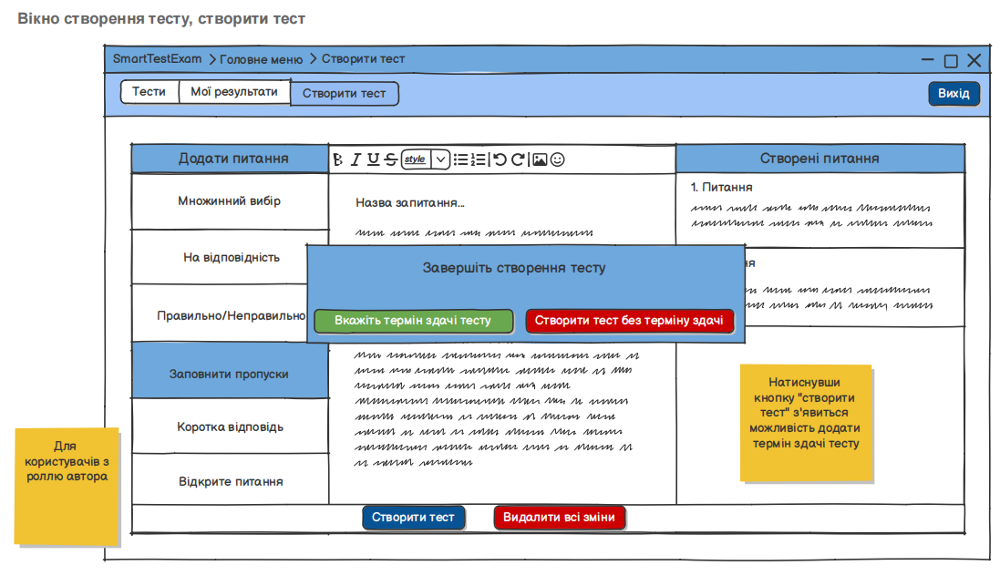 Вікно створення тесту, створити тест
SmartTestExam > Головне меню > Створити тест
Тести
Мої результати
Створити тест
Вихід
Додати питання
Множинний вибір
На відповідність
Правильно/Неправильно
Заповнити пропуски
Коротка відповідь
Відкрите питання
B I U S style
Назва запитання...
Створені питання
1. Питання
ня
Завершіть створення тесту
Вкажіть термін здачі тесту
Створити тест без терміну здачі
Натиснувши
кнопку "створити
тест" з'явиться
можливість додати
термін здачі тесту
Для
користувачів з
роллю автора
Створити тест
Видалити всі зміни